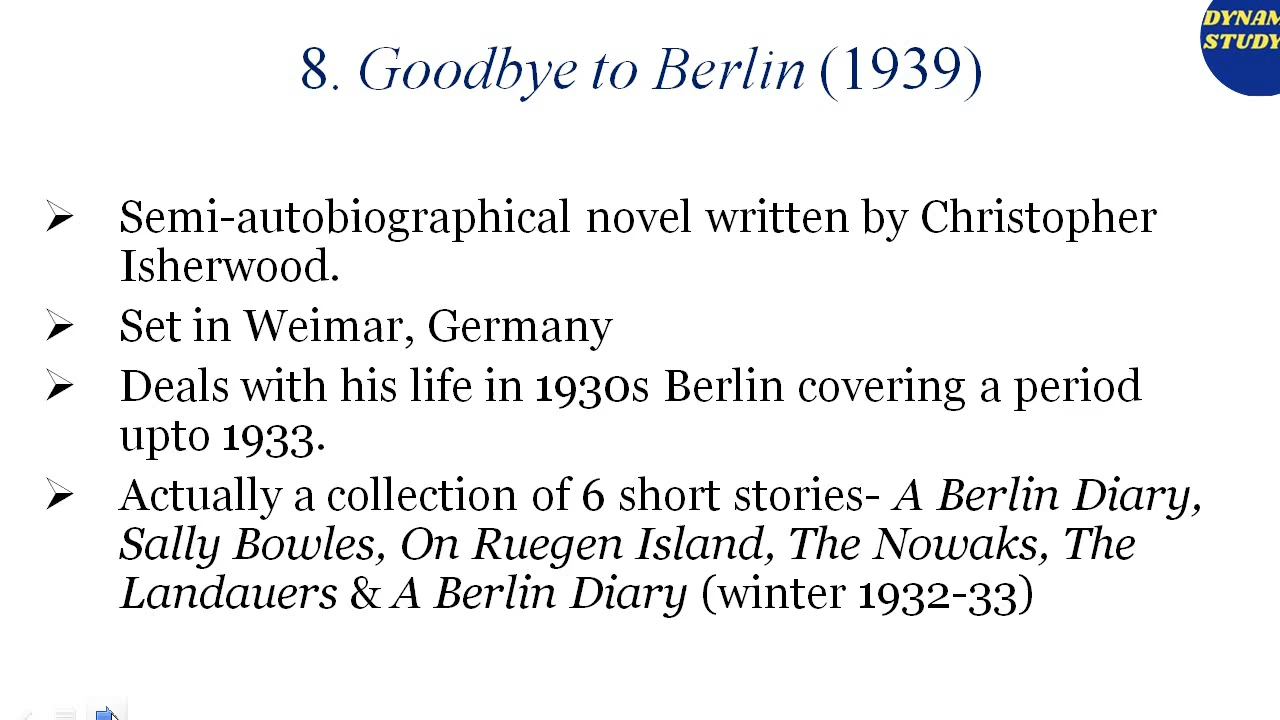 DYNAM
STUDY
8. Goodbye to Berlin (1939)
➢ Semi-autobiographical novel written by Christopher
Isherwood.
➢ Set in Weimar, Germany
➢ Deals with his life in 1930s Berlin covering a period
upto 1933.
➢ Actually a collection of 6 short stories- A Berlin Diary,
Sally Bowles, On Ruegen Island, The Nowaks, The
Landauers & A Berlin Diary (winter 1932-33)